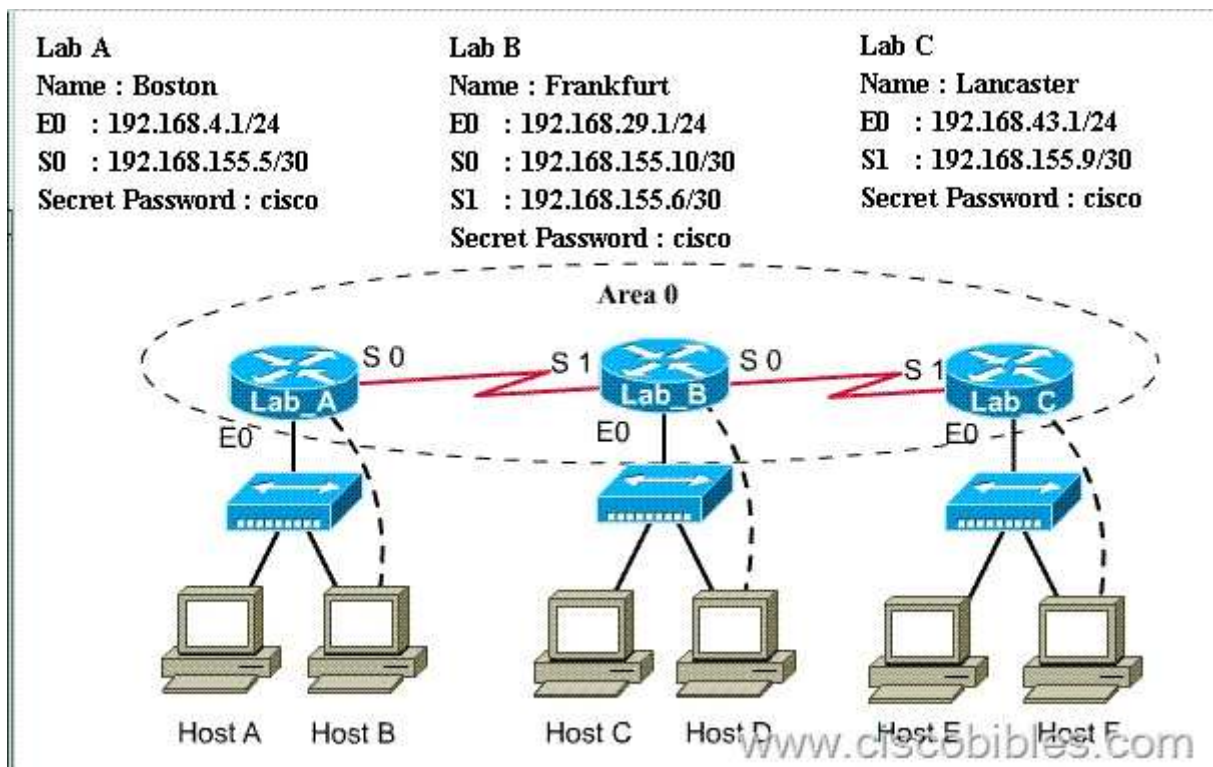 Lab A
Name : Boston
E0 : 192.168.4.1/24
S0 : 192.168.155.5/30
Secret Password : cisco
Lab B
Name : Frankfurt
E0 : 192.168.29.1/24
S0 : 192.168.155.10/30
S1 : 192.168.155.6/30
Secret Password : cisco
Lab C
Name : Lancaster
E0 : 192.168.43.1/24
S1 : 192.168.155.9/30
Secret Password : cisco
Area 0
S 0
S 1
S 0
S 1
Lab_A
Lab_B
Lab_C
E0
E0
E0
Host A
Host B
Host C
Host D
Host E
Host F
www.ciscobibles.com